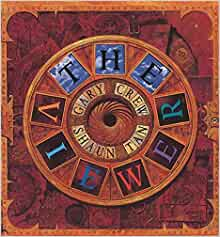 THE
VIEWER
GARY CREW
SHAUN TAN